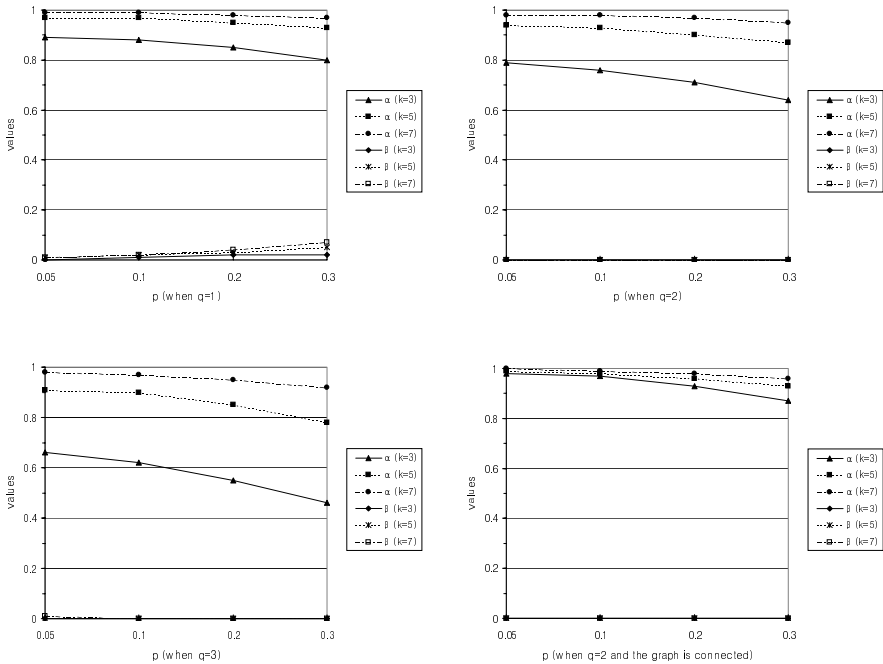 1
0.8
0.6
0.4
0.2
0
values
0.05
0.1
0.2
0.3
p (when q=1)
α (k=3)
α (k=5)
α (k=7)
β (k=3)
β (k=5)
β (k=7)
1
0.8
0.6
0.4
0.2
0
values
0.05
0.1
0.2
0.3
p (when q=2)
α (k=3)
α (k=5)
α (k=7)
β (k=3)
β (k=5)
β (k=7)
1
0.8
0.6
0.4
0.2
0
values
0.05
0.1
0.2
0.3
p (when q=3)
α (k=3)
α (k=5)
α (k=7)
β (k=3)
β (k=5)
β (k=7)
1
0.8
0.6
0.4
0.2
0
values
0.05
0.1
0.2
0.3
p (when q=2 and the graph is connected)
α (k=3)
α (k=5)
α (k=7)
β (k=3)
β (k=5)
β (k=7)